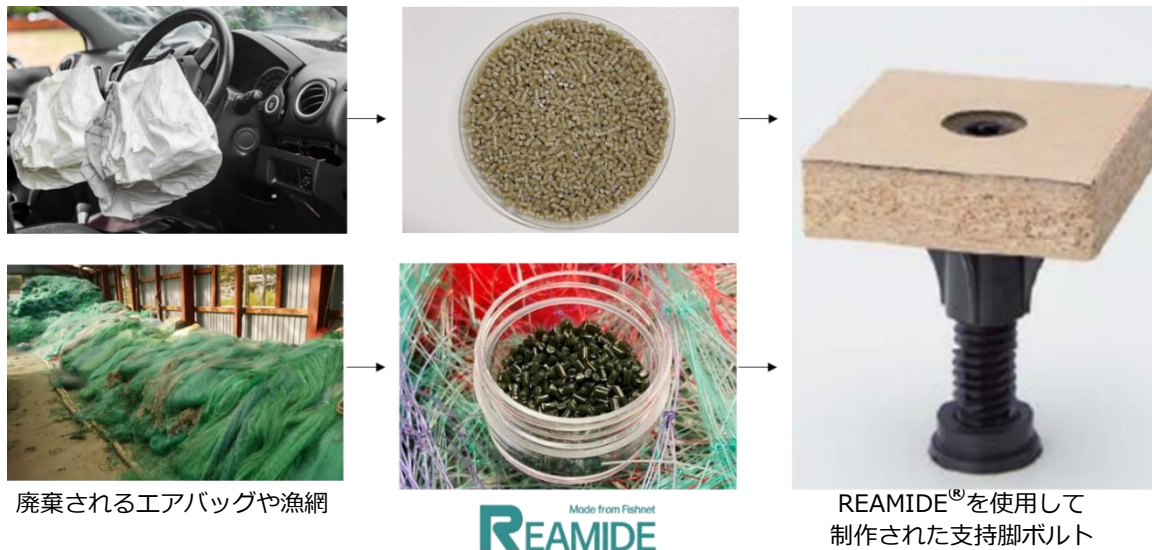 廃棄されるエアバッグや漁網
Made from Fishnet
REAMIDE
REAMIDE®を使用して
制作された支持脚ボルト